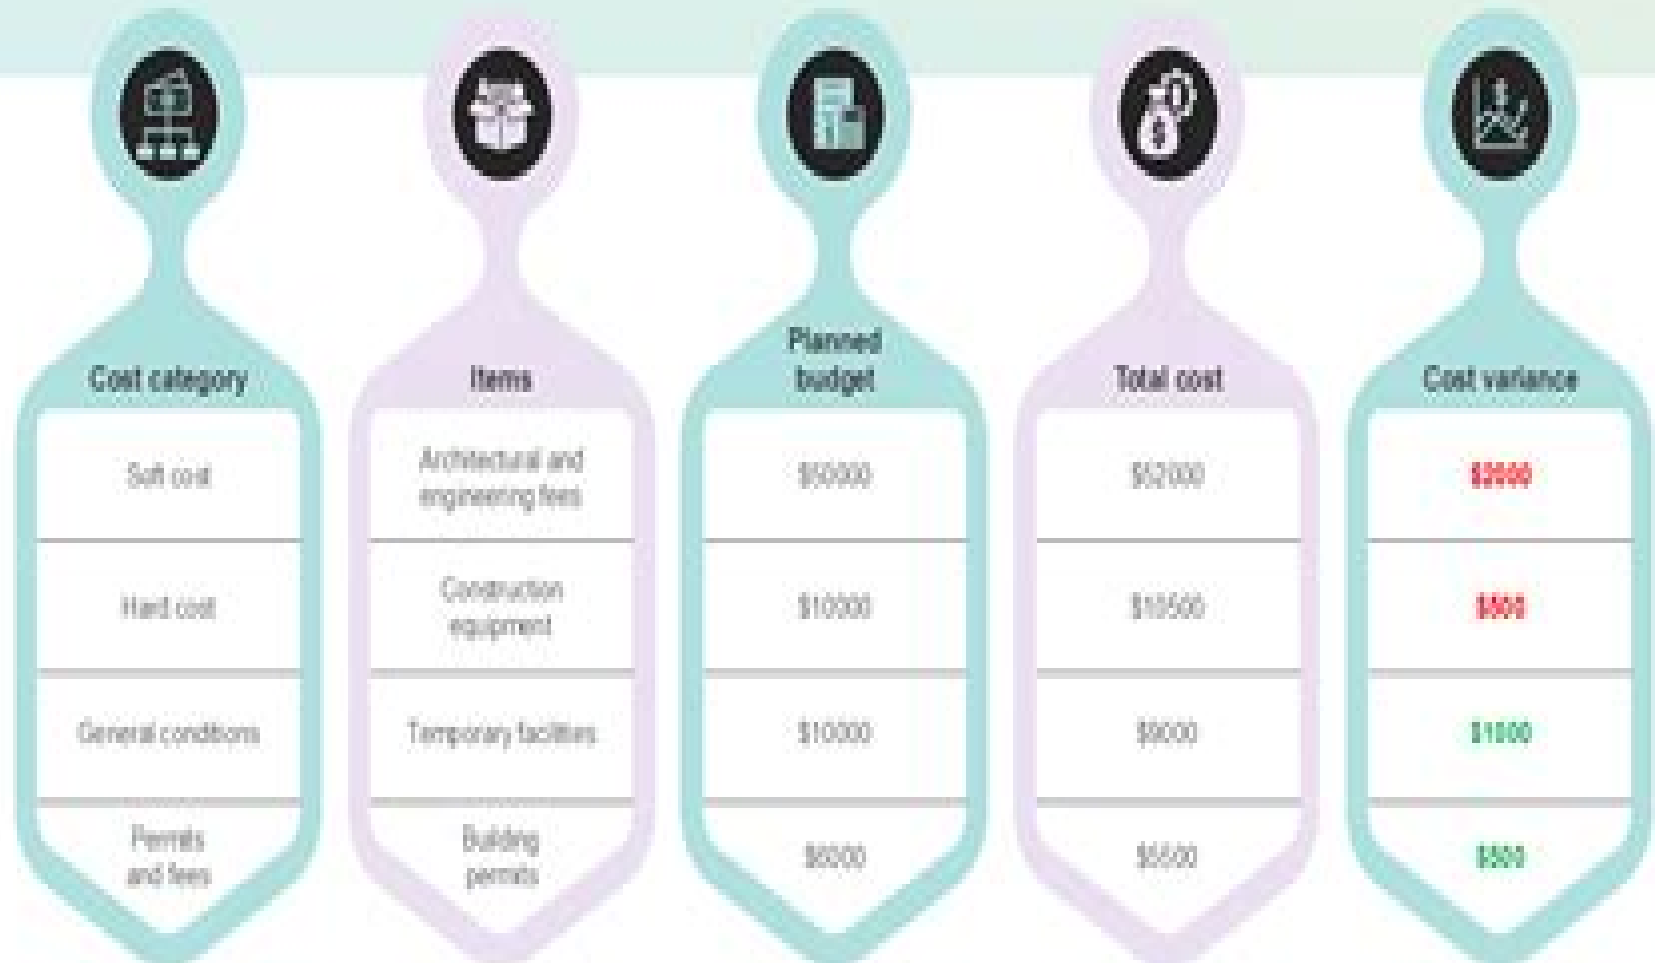 Cost category
Items
Planned
budget
Total cost
Cost variance
Soft cost
Architectural and
engineering fees
$50000
$52000
$2000
Hard cost
Construction
equipment
$10000
$10500
$500
General conditions
Temporary facilities
$10000
$9000
$1000
Permits
and fees
Building
permits
$6000
$5500
$500